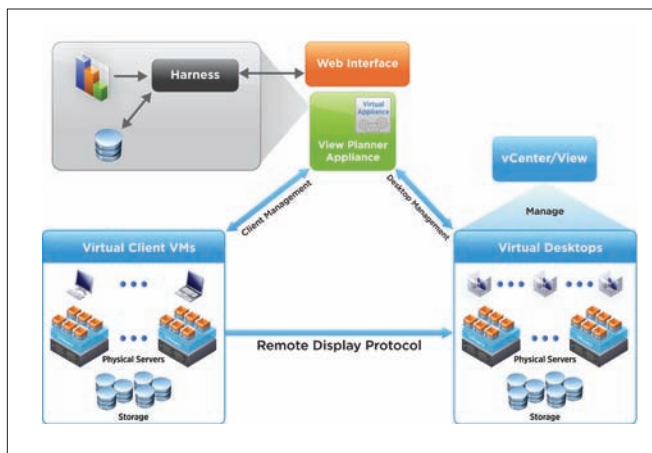 Harness
Web Interface
Virtual
Appliance
View Planner
Appliance
vCenter/View
Client Management
Desktop Management
Manage
Virtual Client VMs
Virtual Desktops
Physical Servers
Storage
Remote Display Protocol
Physical Servers
Storage